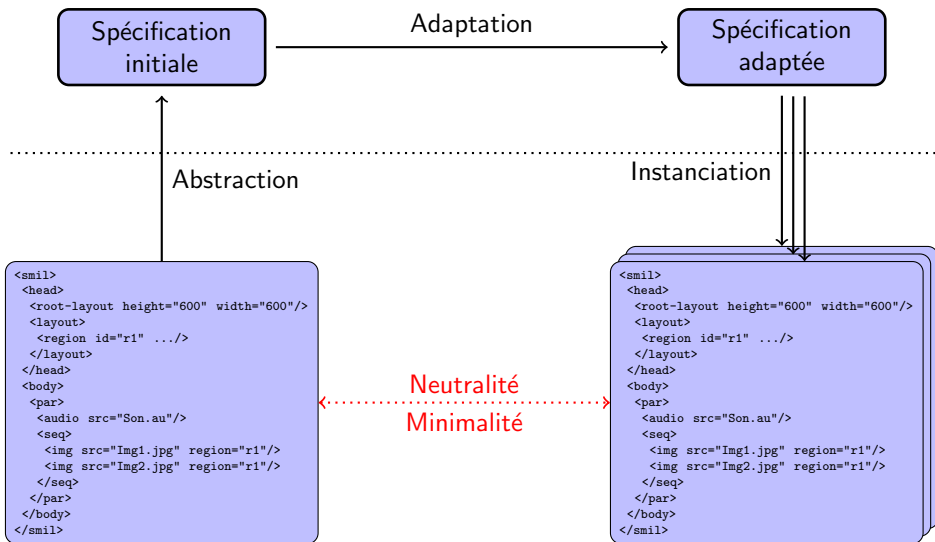 Spécification
initiale
Adaptation
Spécification
adaptée
Abstraction
Instanciation
<smil>
 <head>
  <root-layout height="600" width="600"/>
  <layout>
   <region id="r1" .../>
  </layout>
 </head>
 <body>
  <par>
   <audio src="Son.au"/>
   <seq>
    <img src="Img1.jpg" region="r1"/>
    <img src="Img2.jpg" region="r1"/>
   </seq>
  </par>
 </body>
</smil>
Neutralité
Minimalité
<smil>
 <head>
  <root-layout height="600" width="600"/>
  <layout>
   <region id="r1" .../>
  </layout>
 </head>
 <body>
  <par>
   <audio src="Son.au"/>
   <seq>
    <img src="Img1.jpg" region="r1"/>
    <img src="Img2.jpg" region="r1"/>
   </seq>
  </par>
 </body>
</smil>